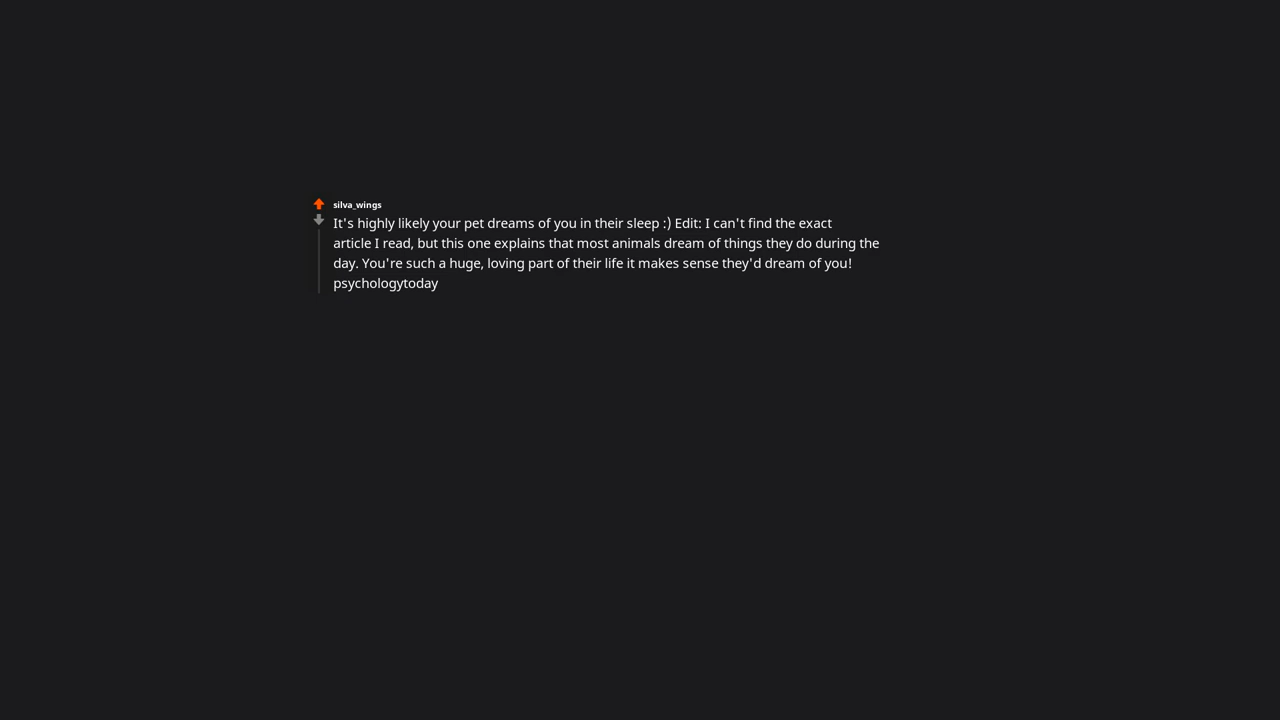 silva_wings
It's highly likely your pet dreams of you in their sleep :) Edit: I can't find the exact
article I read, but this one explains that most animals dream of things they do during the
day. You're such a huge, loving part of their life it makes sense they'd dream of you!
psychologytoday